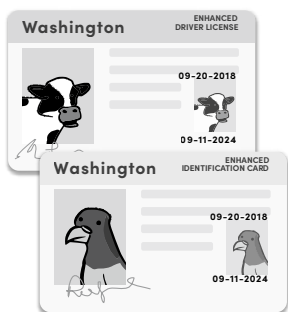 Washington
ENHANCED
DRIVER LICENSE
09-20-2018
09-11-2024
Washington
ENHANCED
IDENTIFICATION CARD
09-20-2018
09-11-2024